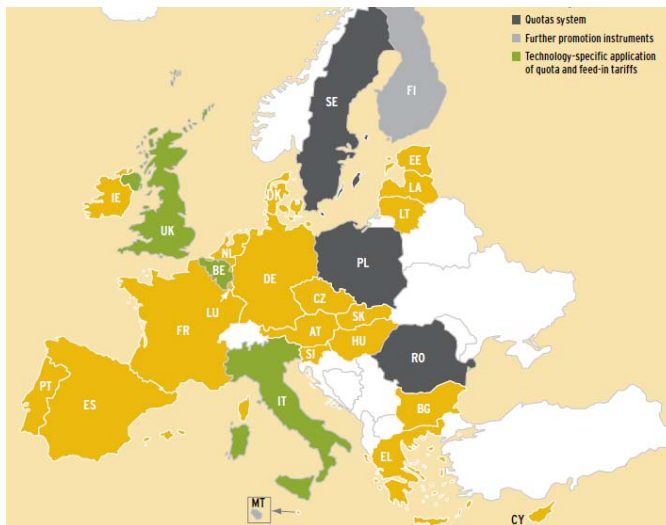 Quotas system
Further promotion instruments
Technology-specific application
of quota and feed-in tariffs
FI
SE
EE
LA
LT
DK
IE
UK
NL
BE
DE
PL
LU
CZ
SK
FR
AT
HU
SI
RO
PT
ES
IT
BG
EL
MT
CY